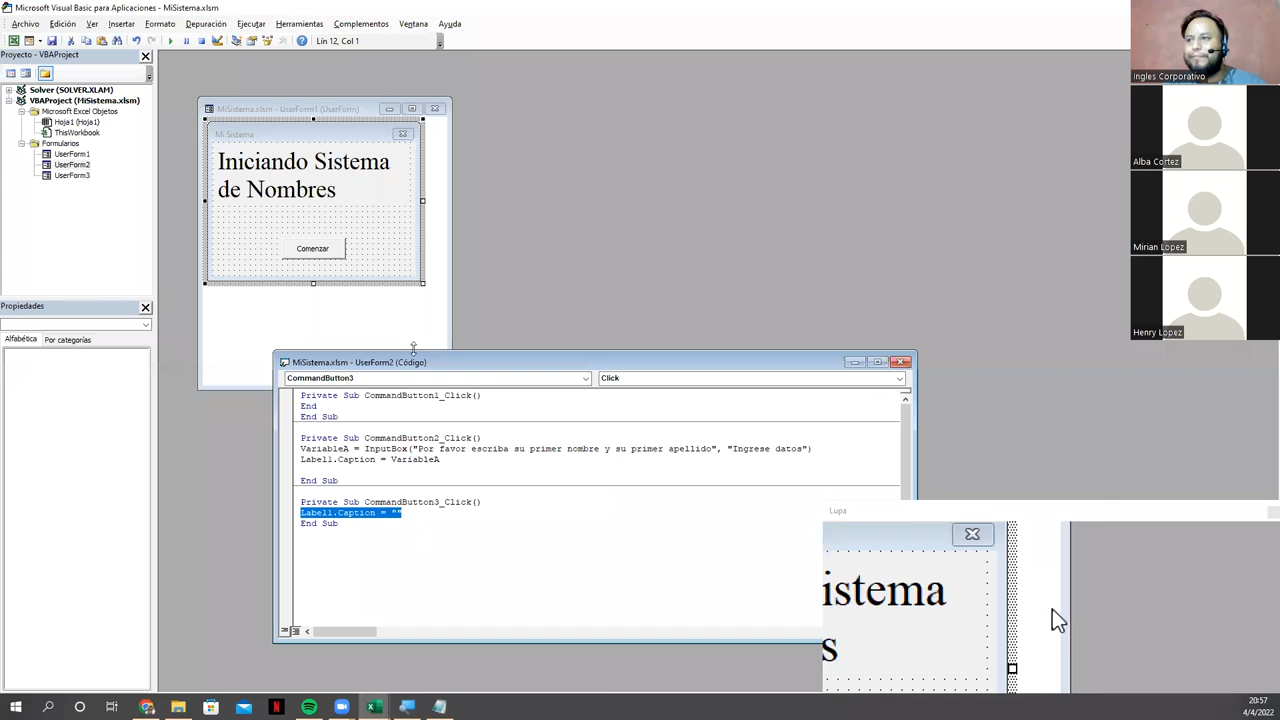 Microsoft Visual Basic para Aplicaciones - MiSistema.xlsm
Archivo Edición Ver Insertar Formato Depuración Ejecutar Herramientas Complementos Ventana Ayuda
Lín 12, Col 1
Proyecto - VBAProject
Solver (SOLVER.XLAM)
VBAProject (MiSistema.xlsm)
Microsoft Excel Objetos
Hoja1 (Hoja1)
ThisWorkbook
Formularios
UserForm1
UserForm2
UserForm3
Propiedades
Alfabética Por categorías
MiSistema.xlsm - UserForm1 (UserForm)
Mi Sistema
Iniciando Sistema
de Nombres
Comenzar
MiSistema.xlsm - UserForm2 (Código)
CommandButton3 Click
Private Sub CommandButton1_Click()
End
End Sub
Private Sub CommandButton2_Click()
VariableA = InputBox("Por favor escriba su primer nombre y su primer apellido", "Ingrese datos")
Label1.Caption = VariableA
End Sub
Private Sub CommandButton3_Click()
Label1.Caption = ""
End Sub
Lupa
istema
s
Ingles Corporativo
Alba Cortez
Mirian Lopez
Henry Lopez
20:57
4/4/2022